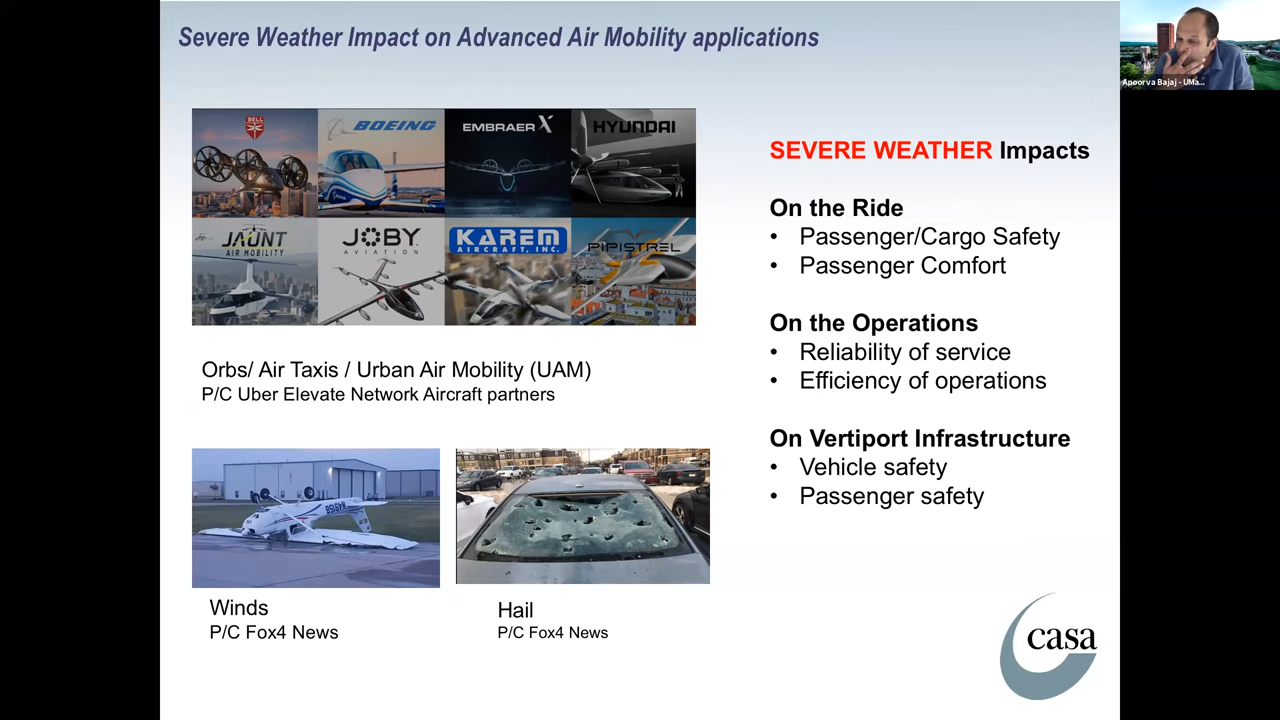 Severe Weather Impact on Advanced Air Mobility applications
Apoorva Bajaj - UMa...
BELL
BOEING
EMBRAER X
HYUNDAI
JAUNT
AIR MOBILITY
JOBY
AVIATION
KAREM
AIRCRAFT, INC.
PIPISTREL
SEVERE WEATHER Impacts
On the Ride
• Passenger/Cargo Safety
• Passenger Comfort
On the Operations
• Reliability of service
• Efficiency of operations
On Vertiport Infrastructure
• Vehicle safety
• Passenger safety
Orbs/ Air Taxis / Urban Air Mobility (UAM)
P/C Uber Elevate Network Aircraft partners
Winds
P/C Fox4 News
Hail
P/C Fox4 News
casa